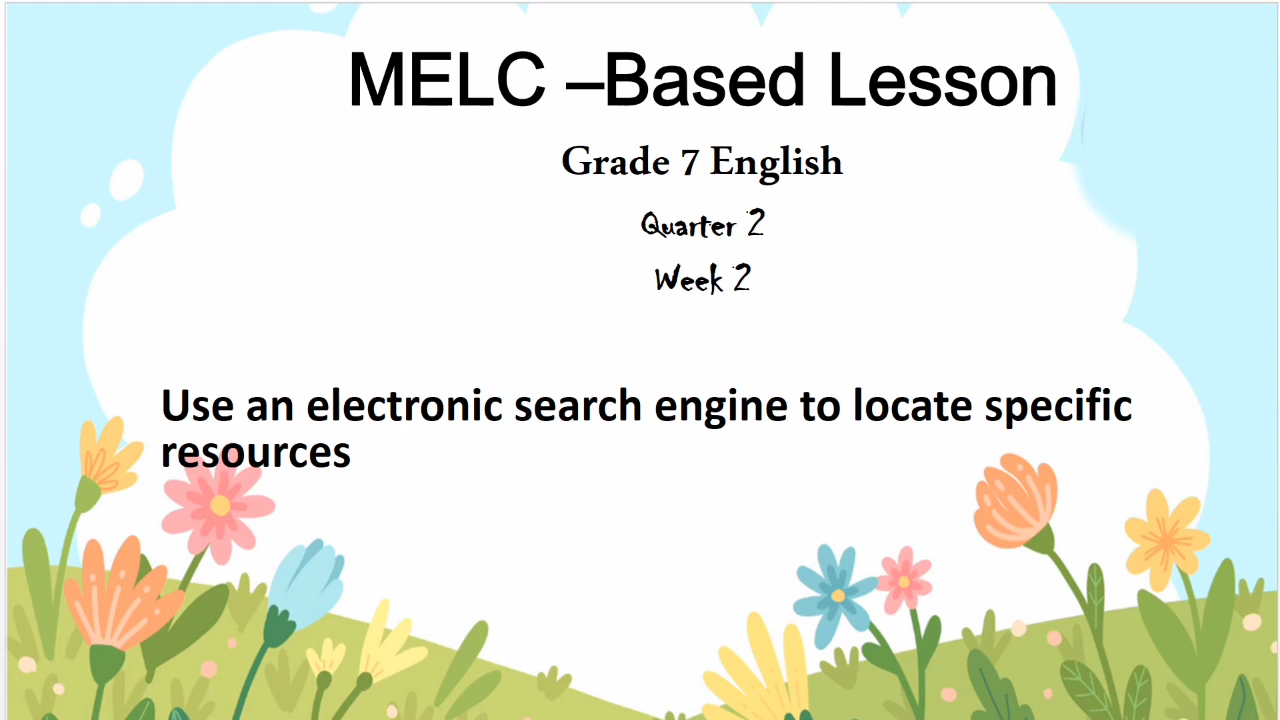 MELC –Based Lesson
Grade 7 English
Quarter 2
Week 2
Use an electronic search engine to locate specific
resources